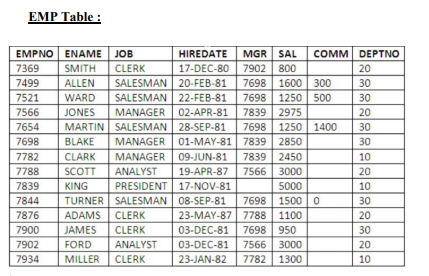 EMP Table :
EMPNO ENAME JOB HIREDATE MGR SAL COMM DEPTNO
7369 SMITH CLERK 17-DEC-80 7902 800 20
7499 ALLEN SALESMAN 20-FEB-81 7698 1600 300 30
7521 WARD SALESMAN 22-FEB-81 7698 1250 500 30
7566 JONES MANAGER 02-APR-81 7839 2975 20
7654 MARTIN SALESMAN 28-SEP-81 7698 1250 1400 30
7698 BLAKE MANAGER 01-MAY-81 7839 2850 30
7782 CLARK MANAGER 09-JUN-81 7839 2450 10
7788 SCOTT ANALYST 19-APR-87 7566 3000 20
7839 KING PRESIDENT 17-NOV-81 5000 10
7844 TURNER SALESMAN 08-SEP-81 7698 1500 0 30
7876 ADAMS CLERK 23-MAY-87 7788 1100 20
7900 JAMES CLERK 03-DEC-81 7698 950 30
7902 FORD ANALYST 03-DEC-81 7566 3000 20
7934 MILLER CLERK 23-JAN-82 7782 1300 10